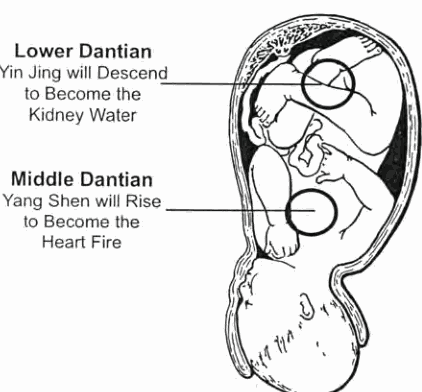 Lower Dantian
Yin Jing will Descend
to Become the
Kidney Water
Middle Dantian
Yang Shen will Rise
to Become the
Heart Fire